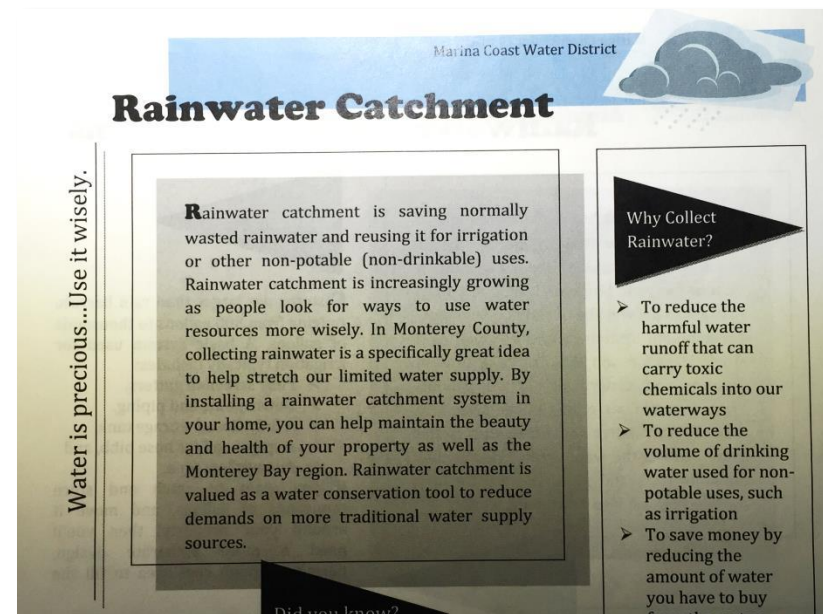 Marina Coast Water District
Rainwater Catchment
Water is precious...Use it wisely.
Rainwater catchment is saving normally
wasted rainwater and reusing it for irrigation
or other non-potable (non-drinkable) uses.
Rainwater catchment is increasingly growing
as people look for ways to use water
resources more wisely. In Monterey County,
collecting rainwater is a specifically great idea
to help stretch our limited water supply. By
installing a rainwater catchment system in
your home, you can help maintain the beauty
and health of your property as well as the
Monterey Bay region. Rainwater catchment is
valued as a water conservation tool to reduce
demands on more traditional water supply
sources.
Did you know?
Why Collect
Rainwater?
➢ To reduce the
harmful water
runoff that can
carry toxic
chemicals into our
waterways
➢ To reduce the
volume of drinking
water used for non-
potable uses, such
as irrigation
➢ To save money by
reducing the
amount of water
you have to buy